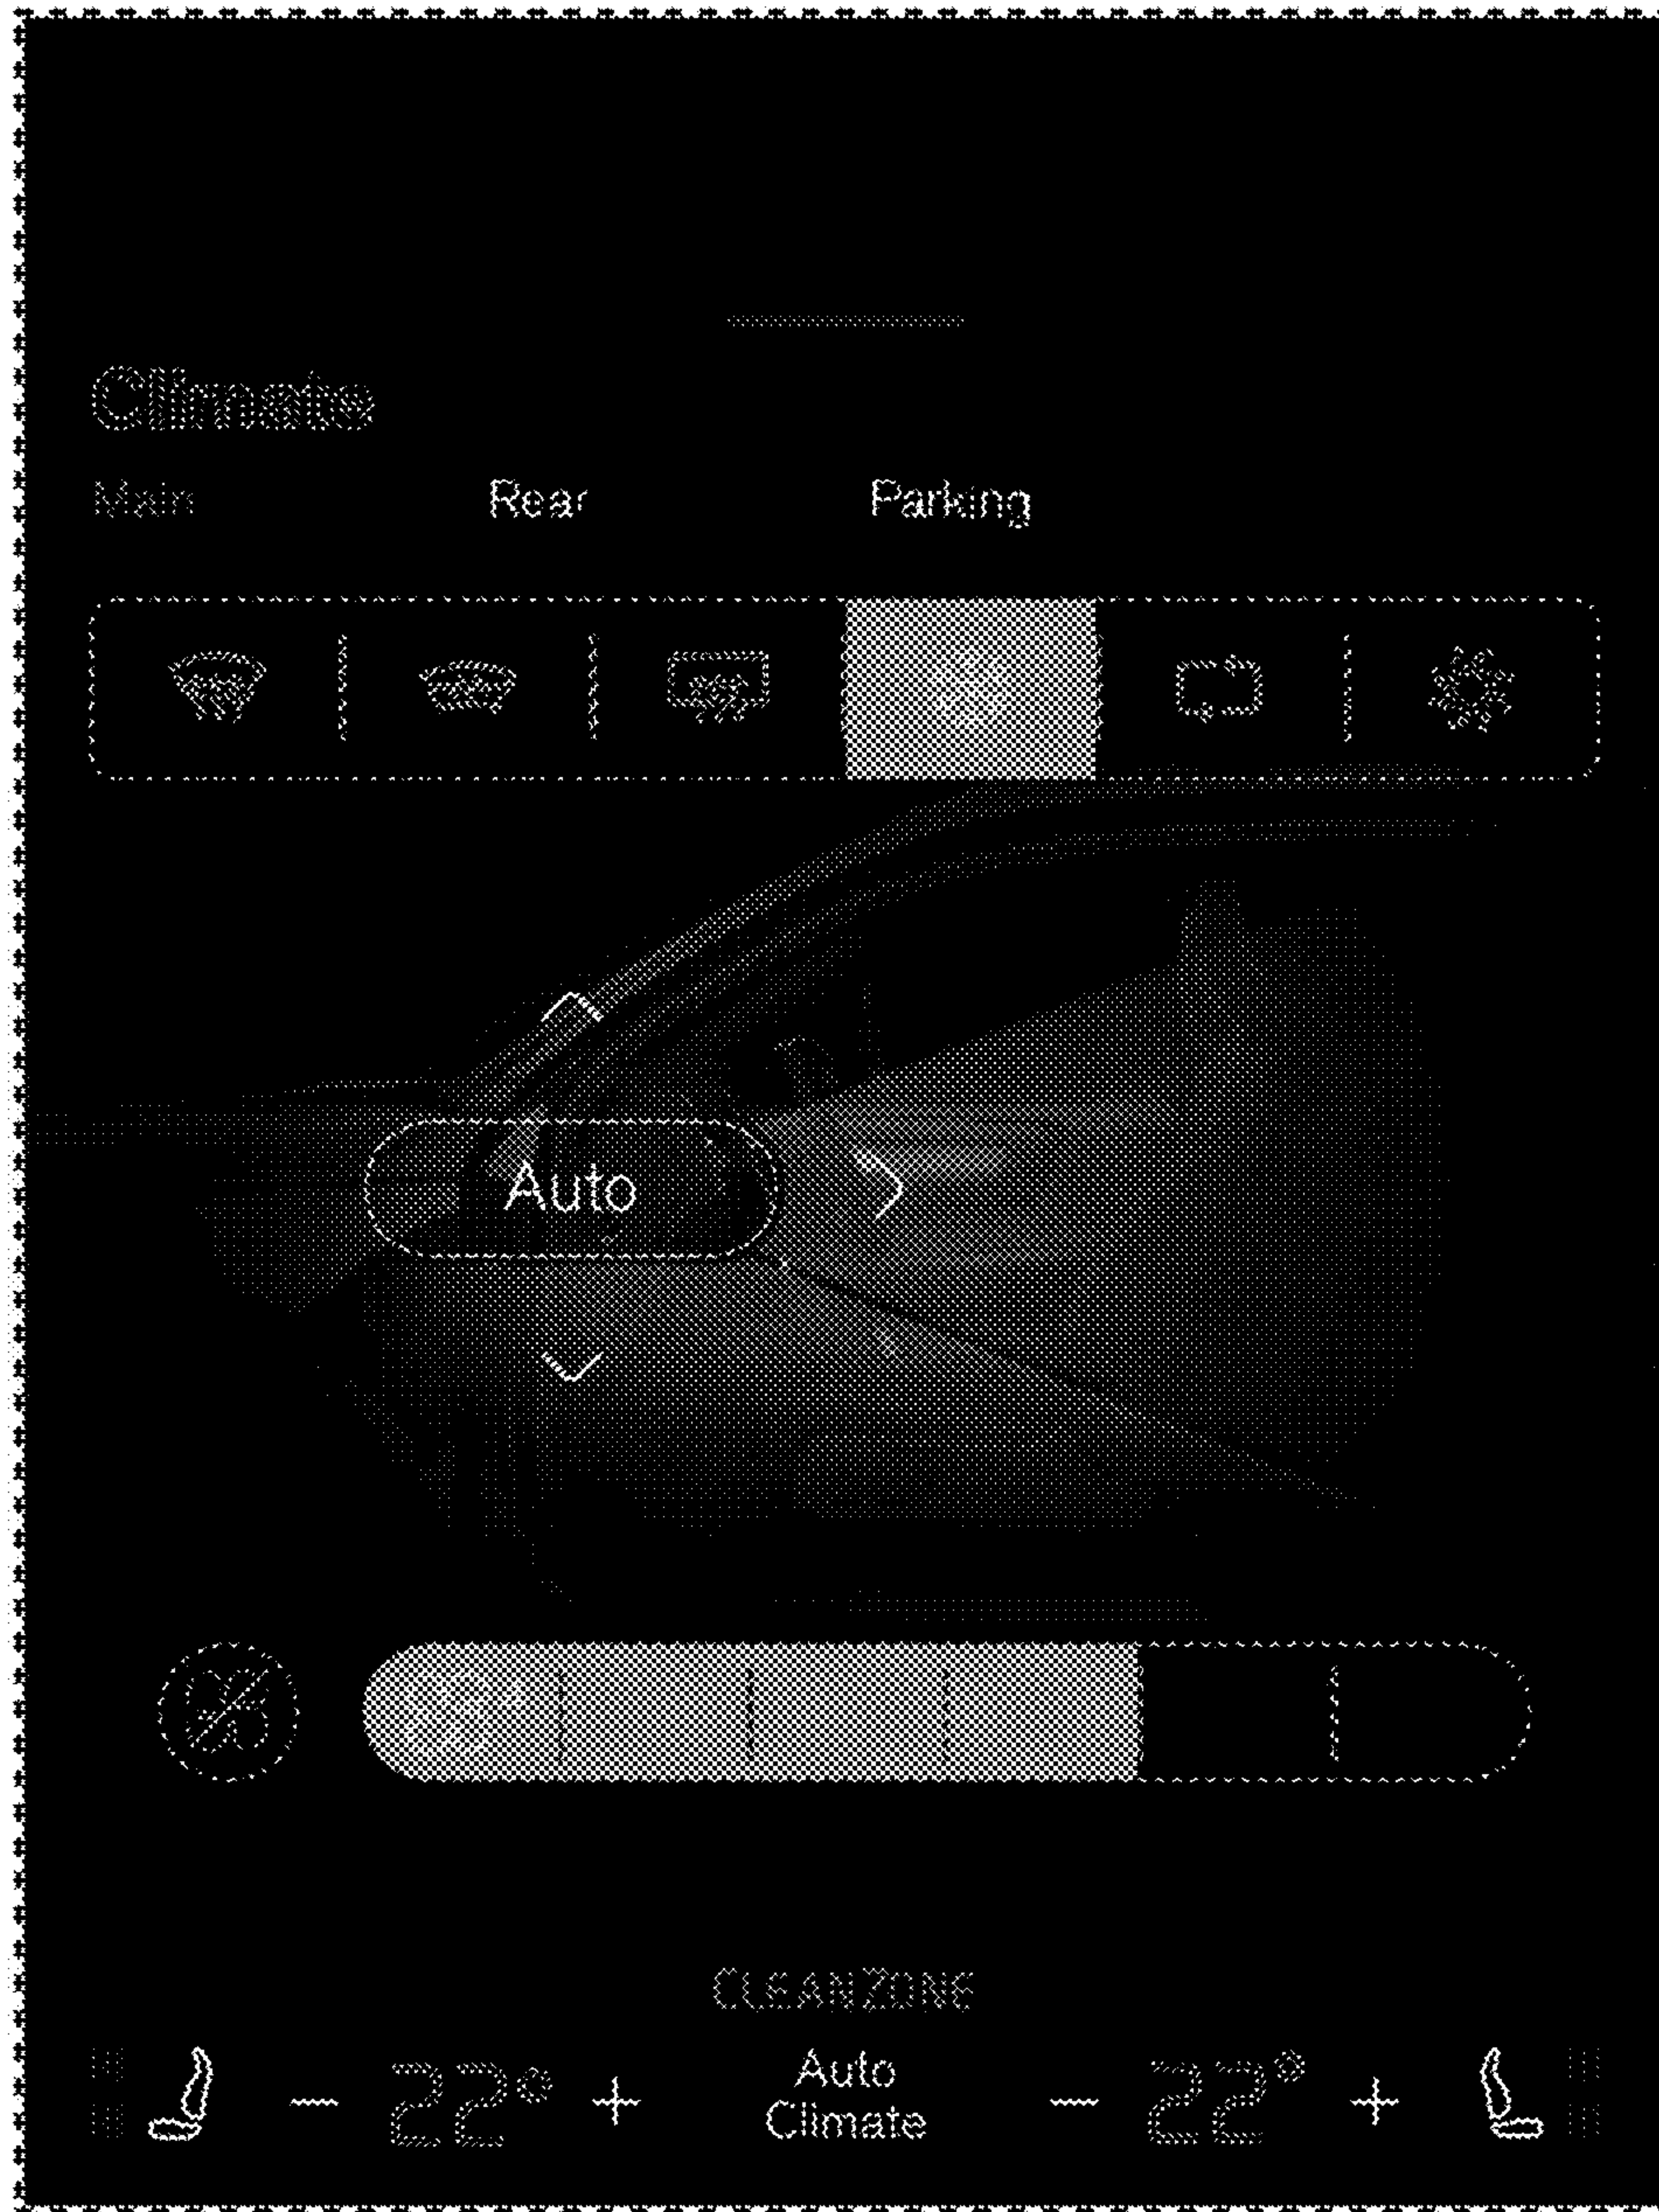 Climate
Main Rear Parking
Auto
CLEANZONE
22° Auto Climate 22°